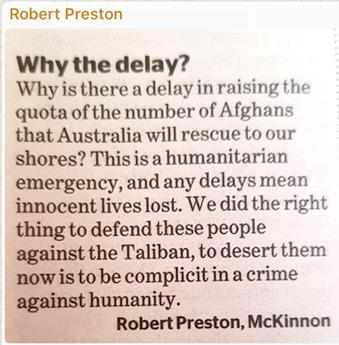 Robert Preston
Why the delay?
Why is there a delay in raising the
quota of the number of Afghans
that Australia will rescue to our
shores? This is a humanitarian
emergency, and any delays mean
innocent lives lost. We did the right
thing to defend these people
against the Taliban, to desert them
now is to be complicit in a crime
against humanity.
Robert Preston, McKinnon